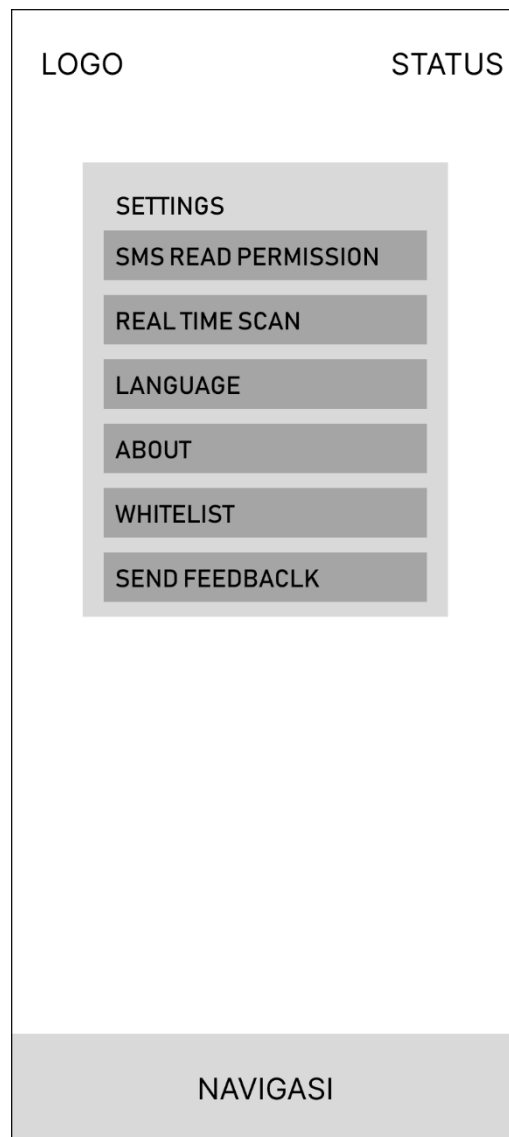 LOGO
STATUS
SETTINGS
SMS READ PERMISSION
REAL TIME SCAN
LANGUAGE
ABOUT
WHITELIST
SEND FEEDBACLK
NAVIGASI